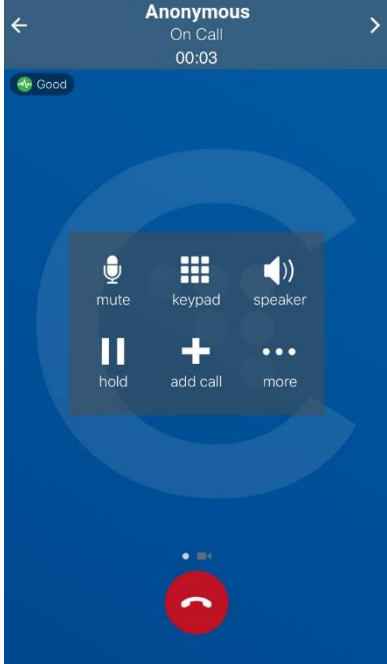 Anonymous
On Call
00:03
Good
mute keypad speaker
hold add call more